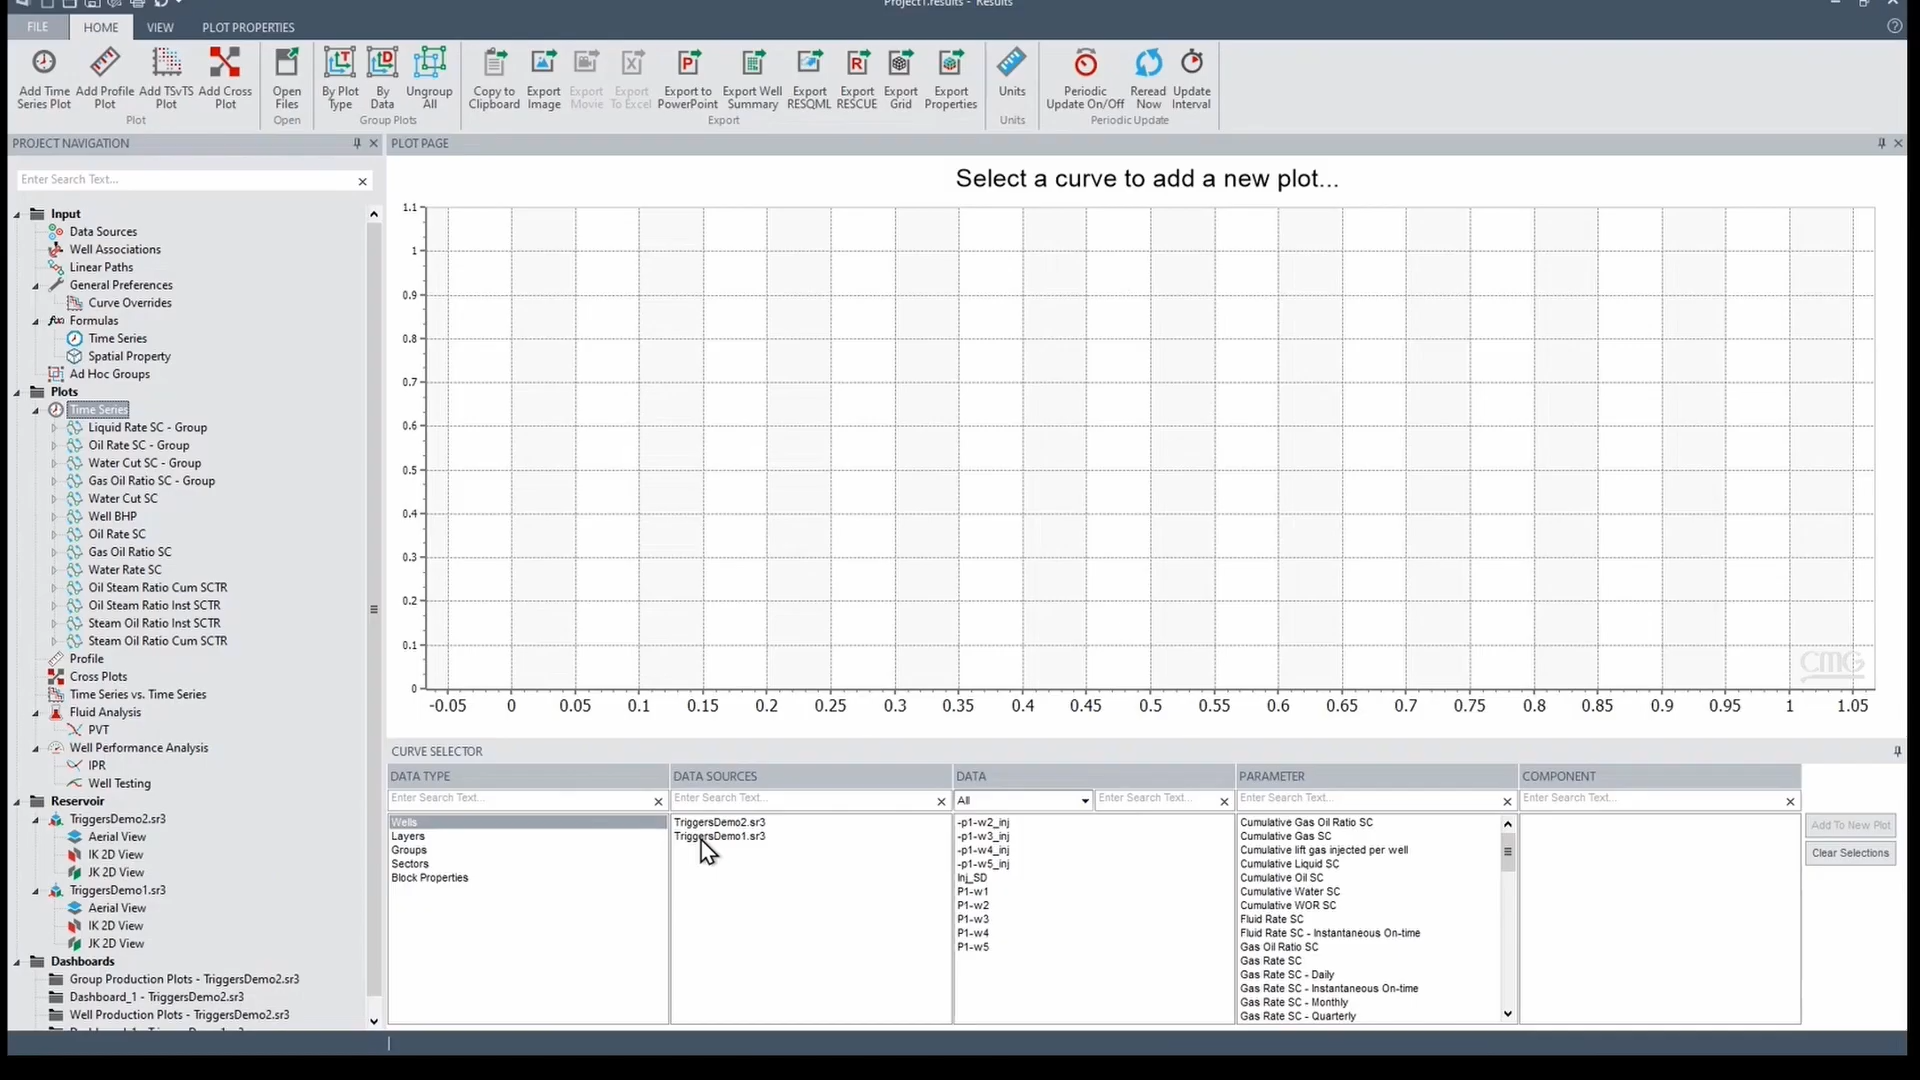 Project1.results - Results
FILE HOME VIEW PLOT PROPERTIES
Add Time Series Plot
Add Profile Plot
Add TSvTS Plot
Add Cross Plot
Plot
Open Files
Open
By Plot Type
By Data
Ungroup All
Group Plots
Copy to Clipboard
Export Image
Export Movie
Export To Excel
Export to PowerPoint
Export Well Summary
Export RESQML
Export RESCUE
Export Grid
Export Properties
Export
Units
Units
Periodic Update On/Off
Reread Now
Update Interval
Periodic Update
PROJECT NAVIGATION
Enter Search Text...
Input
Data Sources
Well Associations
Linear Paths
General Preferences
Curve Overrides
f(x) Formulas
Time Series
Spatial Property
Ad Hoc Groups
Plots
Time Series
Liquid Rate SC - Group
Oil Rate SC - Group
Water Cut SC - Group
Gas Oil Ratio SC - Group
Water Cut SC
Well BHP
Oil Rate SC
Gas Oil Ratio SC
Water Rate SC
Oil Steam Ratio Cum SCTR
Oil Steam Ratio Inst SCTR
Steam Oil Ratio Inst SCTR
Steam Oil Ratio Cum SCTR
Profile
Cross Plots
Time Series vs. Time Series
Fluid Analysis
PVT
Well Performance Analysis
IPR
Well Testing
Reservoir
TriggersDemo2.sr3
Aerial View
IK 2D View
JK 2D View
TriggersDemo1.sr3
Aerial View
IK 2D View
JK 2D View
Dashboards
Group Production Plots - TriggersDemo2.sr3
Dashboard_1 - TriggersDemo2.sr3
Well Production Plots - TriggersDemo2.sr3
PLOT PAGE
Select a curve to add a new plot...
1.1
1
0.9
0.8
0.7
0.6
0.5
0.4
0.3
0.2
0.1
0
-0.05 0 0.05 0.1 0.15 0.2 0.25 0.3 0.35 0.4 0.45 0.5 0.55 0.6 0.65 0.7 0.75 0.8 0.85 0.9 0.95 1 1.05
CMG
CURVE SELECTOR
DATA TYPE
Enter Search Text...
Wells
Layers
Groups
Sectors
Block Properties
DATA SOURCES
Enter Search Text...
TriggersDemo2.sr3
TriggersDemo1.sr3
DATA
All
Enter Search Text...
-p1-w2_inj
-p1-w3_inj
-p1-w4_inj
-p1-w5_inj
Inj_SD
P1-w1
P1-w2
P1-w3
P1-w4
P1-w5
PARAMETER
Enter Search Text...
Cumulative Gas Oil Ratio SC
Cumulative Gas SC
Cumulative lift gas injected per well
Cumulative Liquid SC
Cumulative Oil SC
Cumulative Water SC
Cumulative WOR SC
Fluid Rate SC
Fluid Rate SC - Instantaneous On-time
Gas Oil Ratio SC
Gas Rate SC
Gas Rate SC - Daily
Gas Rate SC - Instantaneous On-time
Gas Rate SC - Monthly
Gas Rate SC - Quarterly
COMPONENT
Enter Search Text...
Add To New Plot
Clear Selections